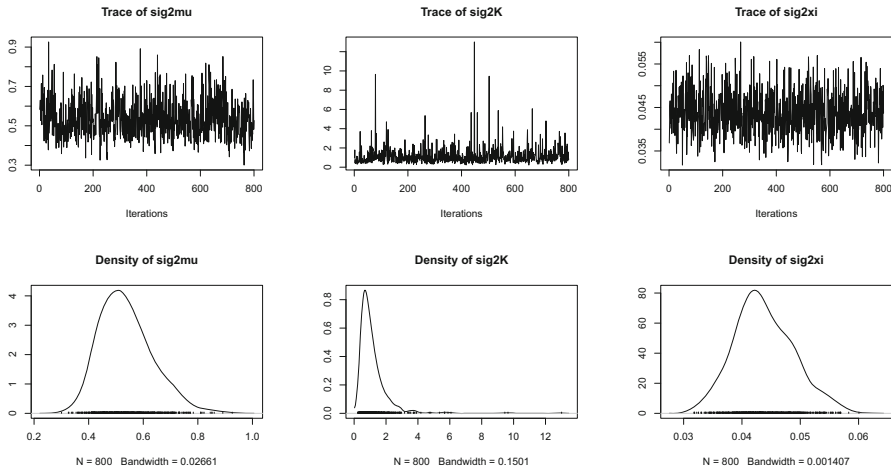 Trace of sig2mu
0.9
0.7
0.5
0.3
0 200 400 600 800
Iterations
Trace of sig2K
10
8
6
4
2
0
0 200 400 600 800
Iterations
Trace of sig2xi
0.055
0.045
0.035
0 200 400 600 800
Iterations
Density of sig2mu
4
3
2
1
0
0.2 0.4 0.6 0.8 1.0
N = 800 Bandwidth = 0.02661
Density of sig2K
0.8
0.6
0.4
0.2
0.0
0 2 4 6 8 10 12
N = 800 Bandwidth = 0.1501
Density of sig2xi
80
60
40
20
0
0.03 0.04 0.05 0.06
N = 800 Bandwidth = 0.001407